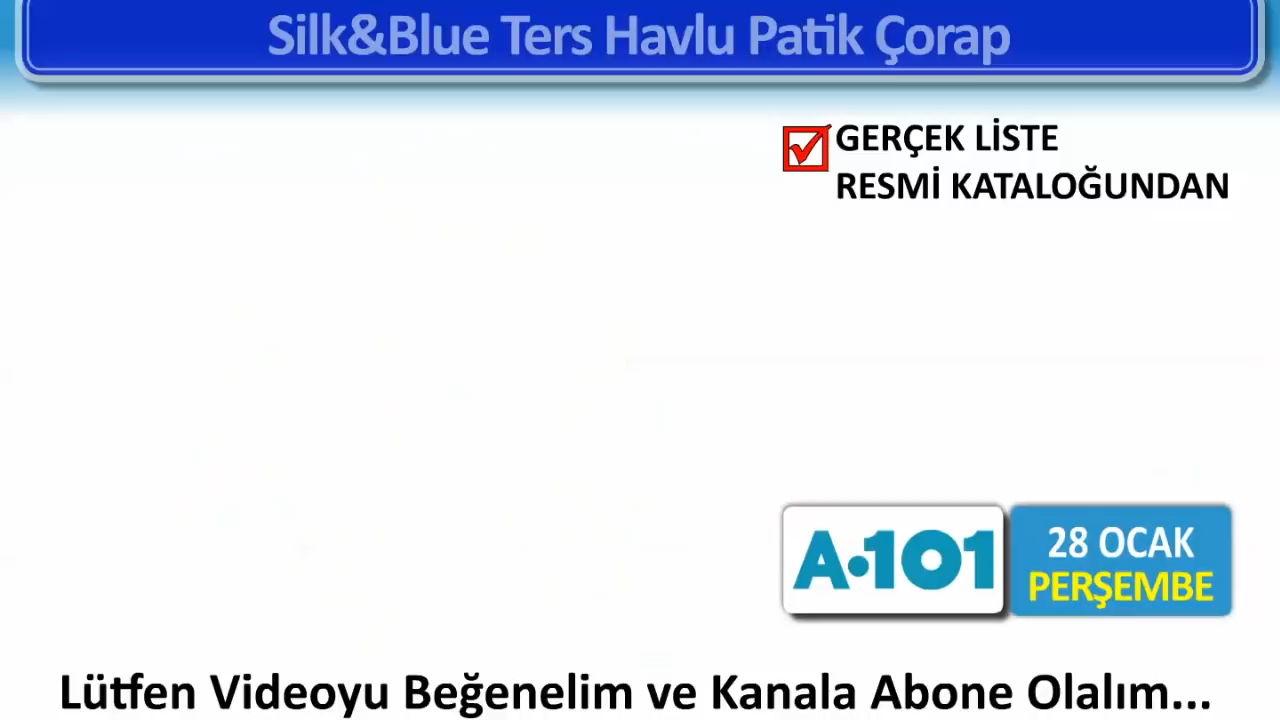 Silk&Blue Ters Havlu Patik Çorap
GERÇEK LİSTE
RESMİ KATALOĞUNDAN
A101
28 OCAK
PERŞEMBE
Lütfen Videoyu Beğenelim ve Kanala Abone Olalım...